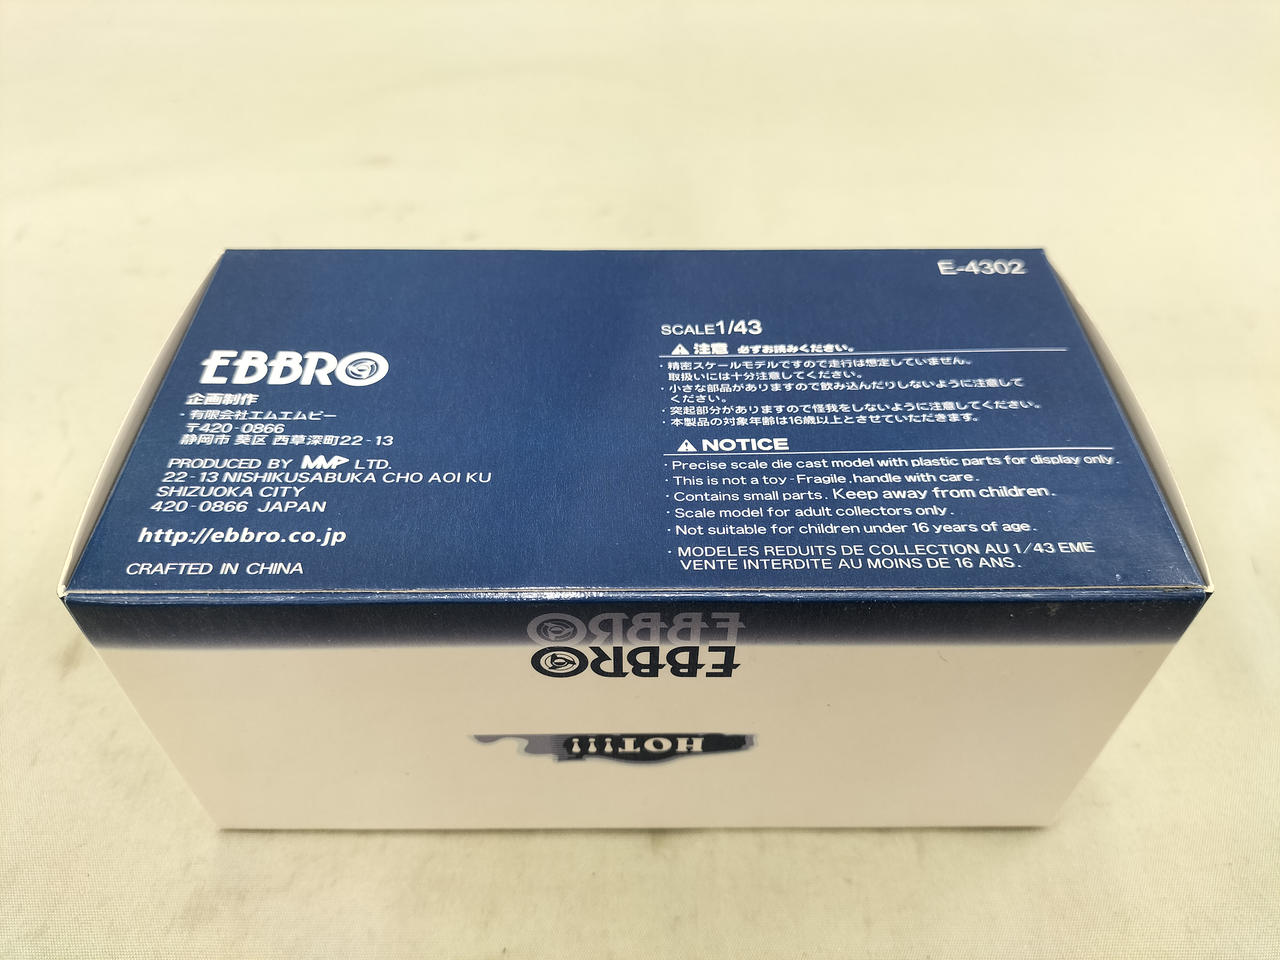 E-4302
EBBRO
企画制作
・有限会社エムエムピー
〒420-0866
静岡市 葵区 西草深町22-13
PRODUCED BY MMP LTD.
22-13 NISHIKUSABUKA CHO AOI KU
SHIZUOKA CITY
420-0866 JAPAN
http://ebbro.co.jp
CRAFTED IN CHINA
SCALE1/43
注意 必ずお読みください。
・精密スケールモデルですので走行は想定していません。
取扱いには十分注意してください。
・小さな部品がありますので飲み込んだりしないように注意して
ください。
・突起部分がありますので怪我をしないように注意してください。
・本製品の対象年齢は16歳以上とさせていただきます。
NOTICE
・Precise scale die cast model with plastic parts for display only.
・This is not a toy - Fragile, handle with care.
・Contains small parts. Keep away from children.
・Scale model for adult collectors only.
・Not suitable for children under 16 years of age.
・MODELES REDUITS DE COLLECTION AU 1/43 EME
VENTE INTERDITE AU MOINS DE 16 ANS.
EBBRO
EBBRO
HOT!!!